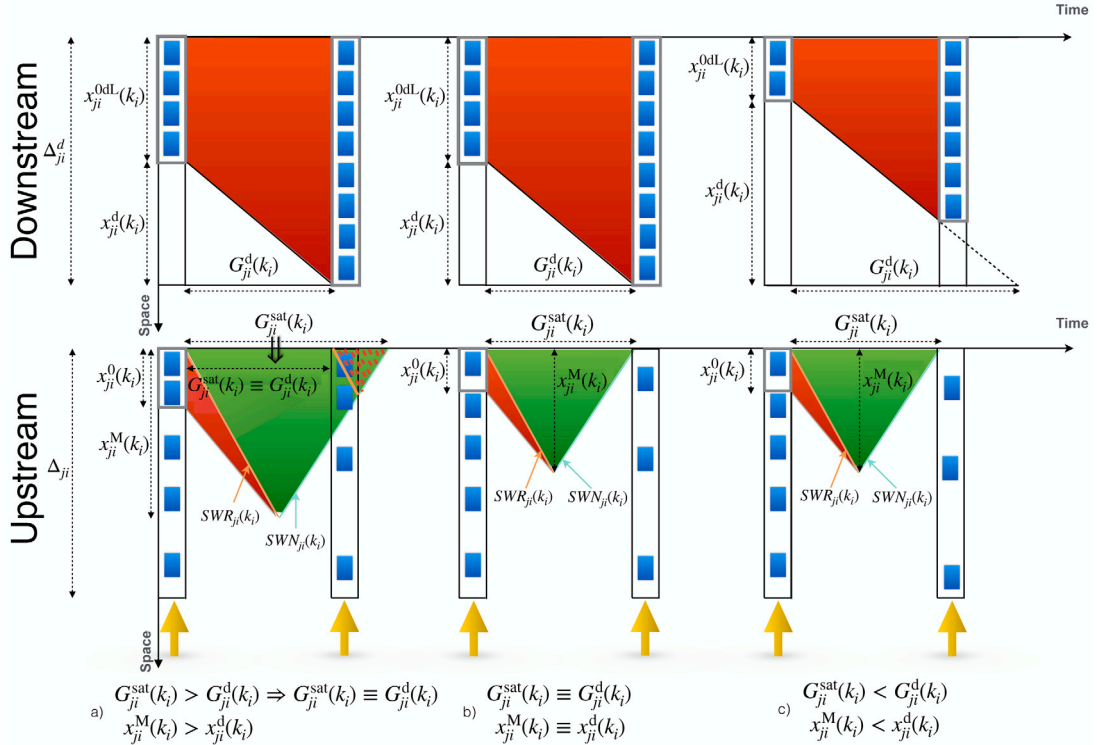 Time
Downstream
Δ_{ji}^{d}
x_{ji}^{0dL}(k_i)
x_{ji}^{0dL}(k_i)
x_{ji}^{0dL}(k_i)
x_{ji}^{d}(k_i)
x_{ji}^{d}(k_i)
x_{ji}^{d}(k_i)
G_{ji}^{d}(k_i)
G_{ji}^{d}(k_i)
G_{ji}^{d}(k_i)
Space
Time
Upstream
Δ_{ji}
G_{ji}^{sat}(k_i)
G_{ji}^{sat}(k_i)
G_{ji}^{sat}(k_i)
⇓
x_{ji}^{0}(k_i)
G_{ji}^{sat}(k_i) ≡ G_{ji}^{d}(k_i)
x_{ji}^{0}(k_i)
x_{ji}^{M}(k_i)
x_{ji}^{0}(k_i)
x_{ji}^{M}(k_i)
x_{ji}^{M}(k_i)
SWR_{ji}(k_i)
SWN_{ji}(k_i)
SWR_{ji}(k_i)
SWN_{ji}(k_i)
SWR_{ji}(k_i)
SWN_{ji}(k_i)
Space
a)
G_{ji}^{sat}(k_i) > G_{ji}^{d}(k_i) ⇒ G_{ji}^{sat}(k_i) ≡ G_{ji}^{d}(k_i)
x_{ji}^{M}(k_i) > x_{ji}^{d}(k_i)
b)
G_{ji}^{sat}(k_i) ≡ G_{ji}^{d}(k_i)
x_{ji}^{M}(k_i) ≡ x_{ji}^{d}(k_i)
c)
G_{ji}^{sat}(k_i) < G_{ji}^{d}(k_i)
x_{ji}^{M}(k_i) < x_{ji}^{d}(k_i)